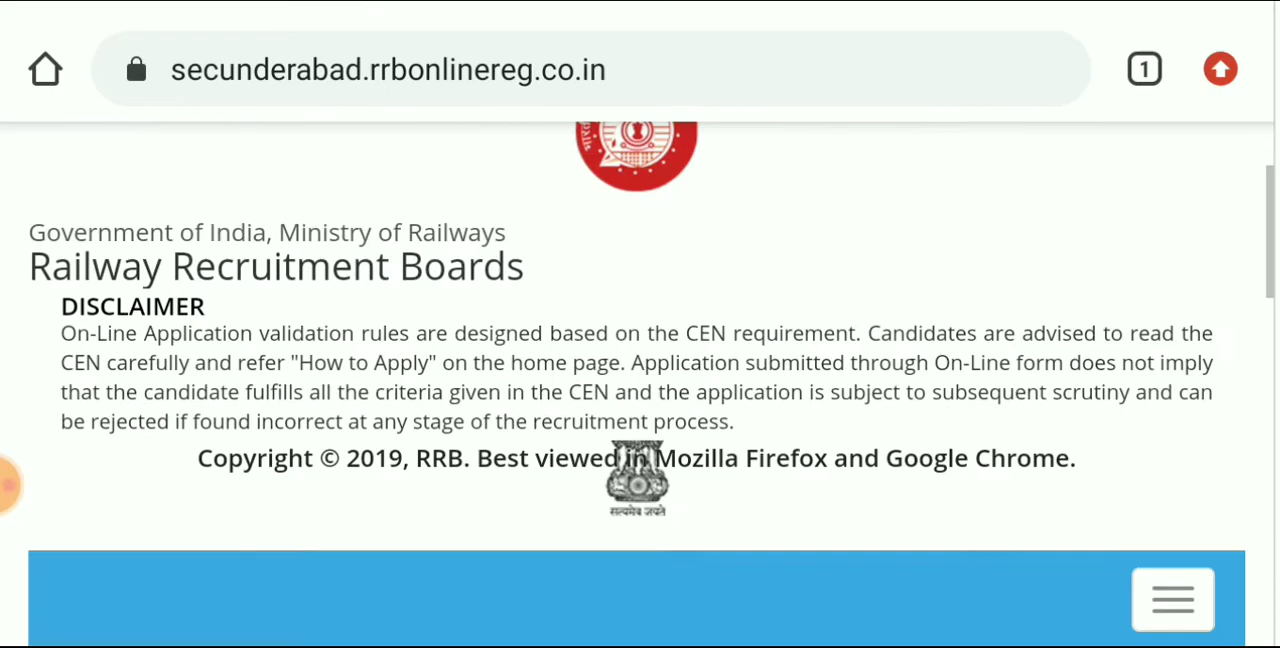 secunderabad.rrbonlinereg.co.in
1
Government of India, Ministry of Railways
Railway Recruitment Boards
DISCLAIMER
On-Line Application validation rules are designed based on the CEN requirement. Candidates are advised to read the
CEN carefully and refer "How to Apply" on the home page. Application submitted through On-Line form does not imply
that the candidate fulfills all the criteria given in the CEN and the application is subject to subsequent scrutiny and can
be rejected if found incorrect at any stage of the recruitment process.
Copyright © 2019, RRB. Best viewed in Mozilla Firefox and Google Chrome.
सत्यमेव जयते